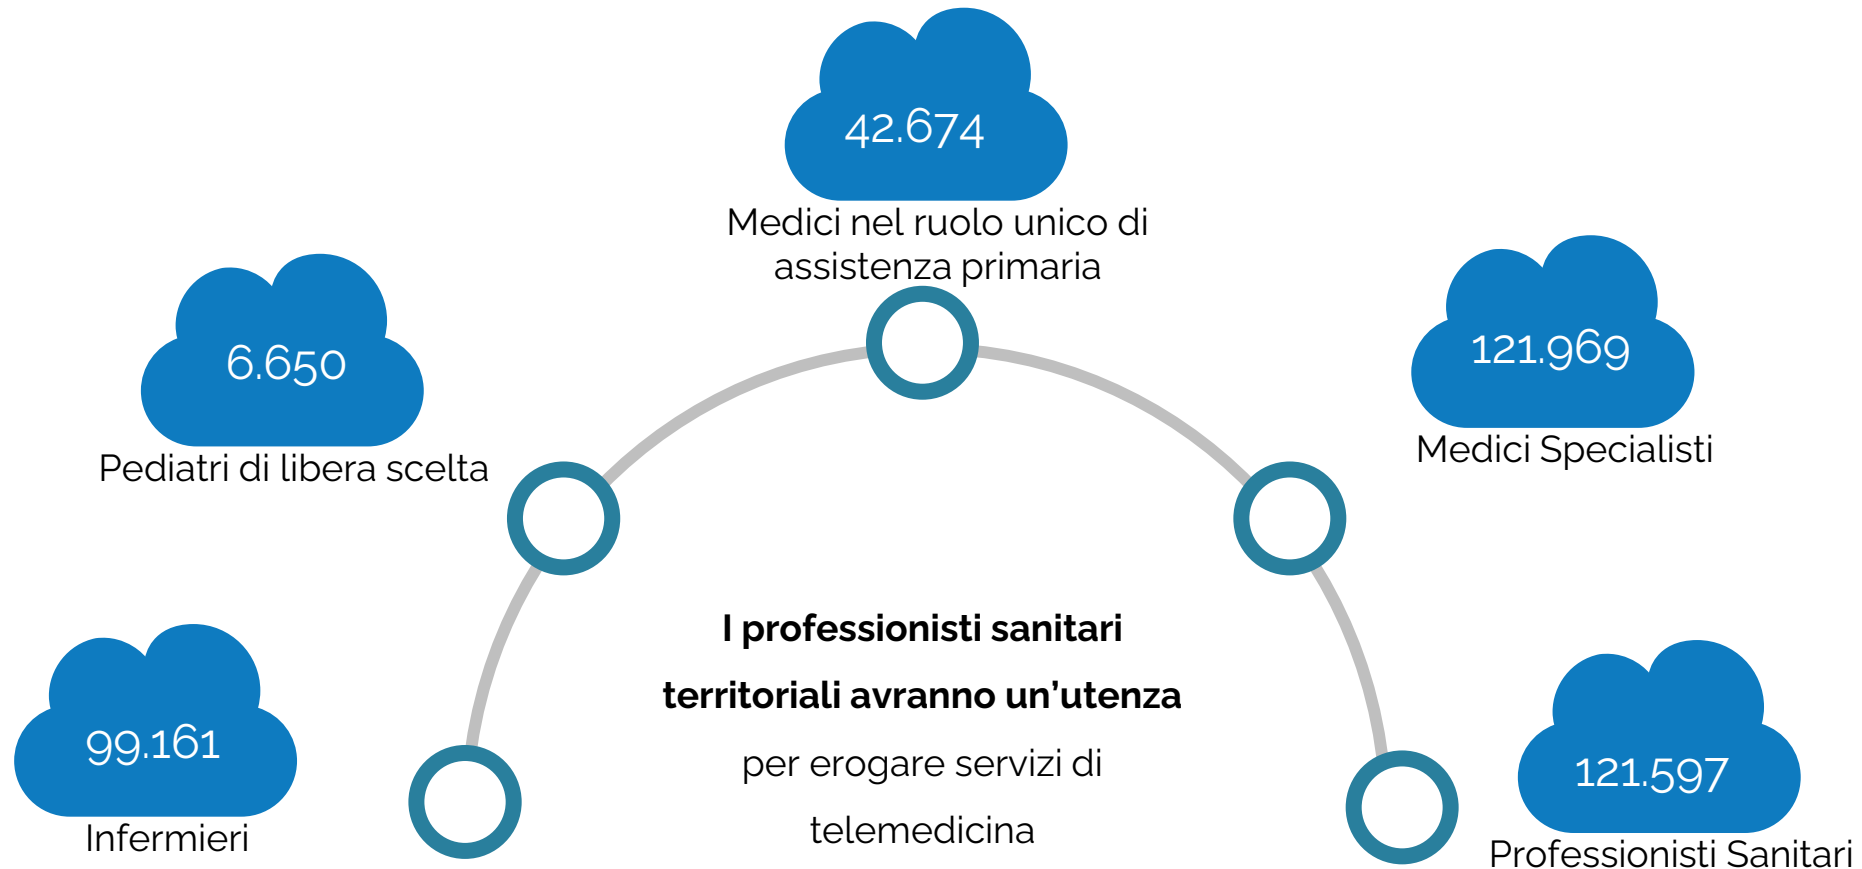 42.674
Medici nel ruolo unico di
assistenza primaria
6.650
Pediatri di libera scelta
121.969
Medici Specialisti
99.161
Infermieri
I professionisti sanitari
territoriali avranno un’utenza
per erogare servizi di
telemedicina
121.597
Professionisti Sanitari